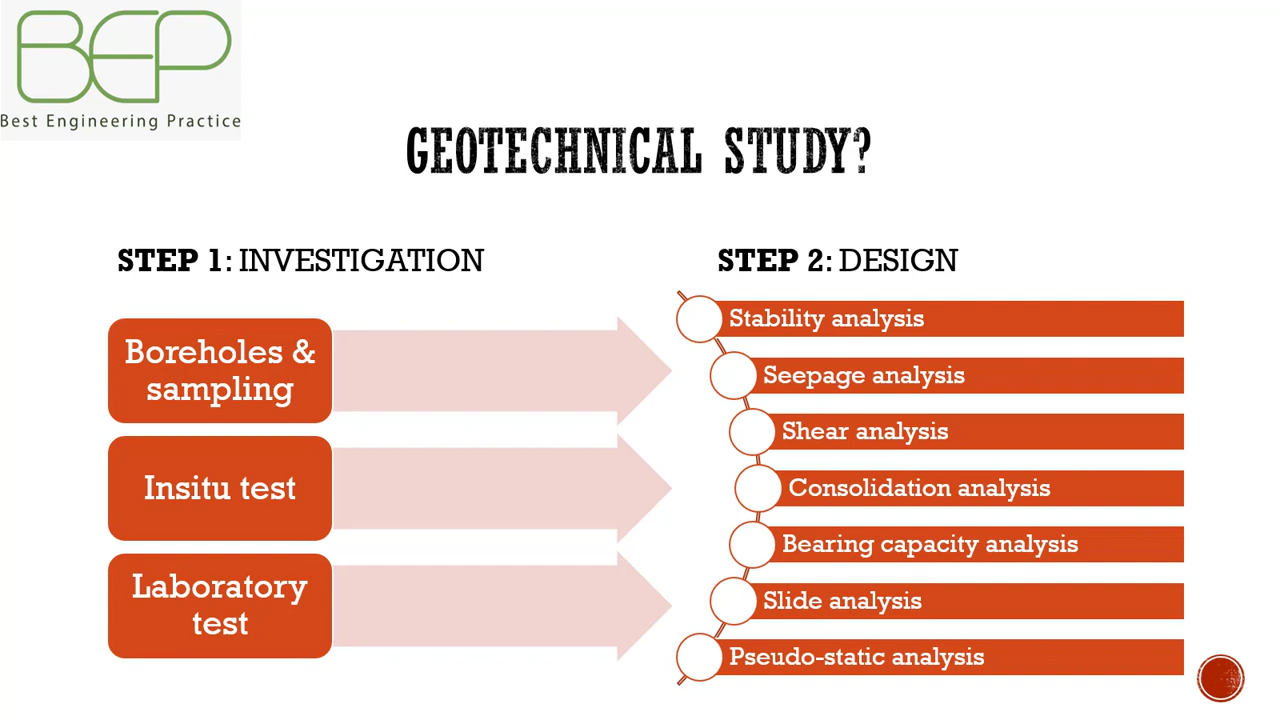 BEP
Best Engineering Practice
GEOTECHNICAL STUDY?
STEP 1: INVESTIGATION
Boreholes &
sampling
Insitu test
Laboratory
test
STEP 2: DESIGN
Stability analysis
Seepage analysis
Shear analysis
Consolidation analysis
Bearing capacity analysis
Slide analysis
Pseudo-static analysis